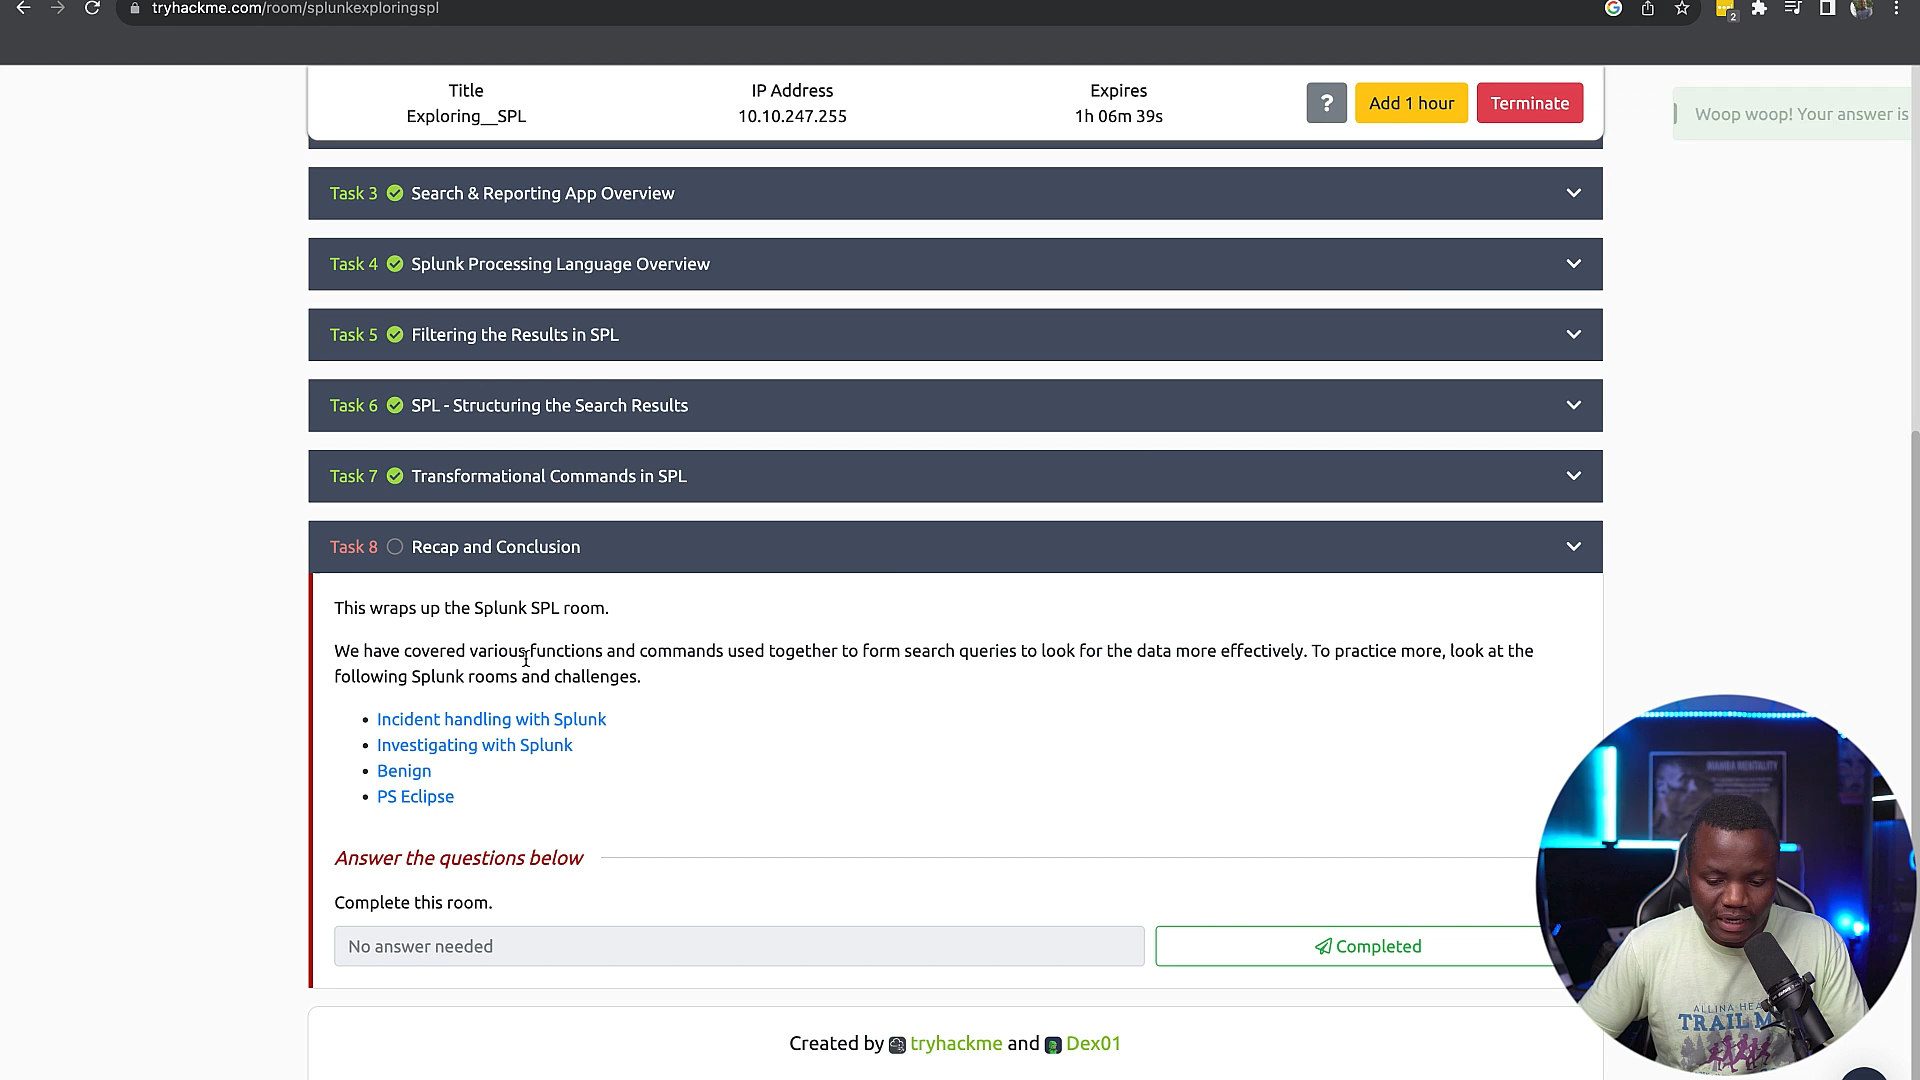 tryhackme.com/room/splunkexploringspl
2
Title
Exploring__SPL
IP Address
10.10.247.255
Expires
1h 06m 39s
?
Add 1 hour
Terminate
Woop woop! Your answer is
Task 3 Search & Reporting App Overview
Task 4 Splunk Processing Language Overview
Task 5 Filtering the Results in SPL
Task 6 SPL - Structuring the Search Results
Task 7 Transformational Commands in SPL
Task 8 Recap and Conclusion
This wraps up the Splunk SPL room.
We have covered various functions and commands used together to form search queries to look for the data more effectively. To practice more, look at the
following Splunk rooms and challenges.
• Incident handling with Splunk
• Investigating with Splunk
• Benign
• PS Eclipse
Answer the questions below
Complete this room.
No answer needed
Completed
Created by tryhackme and Dex01
MAMBA MENTALITY
ALLINA HEA
TRAIL M